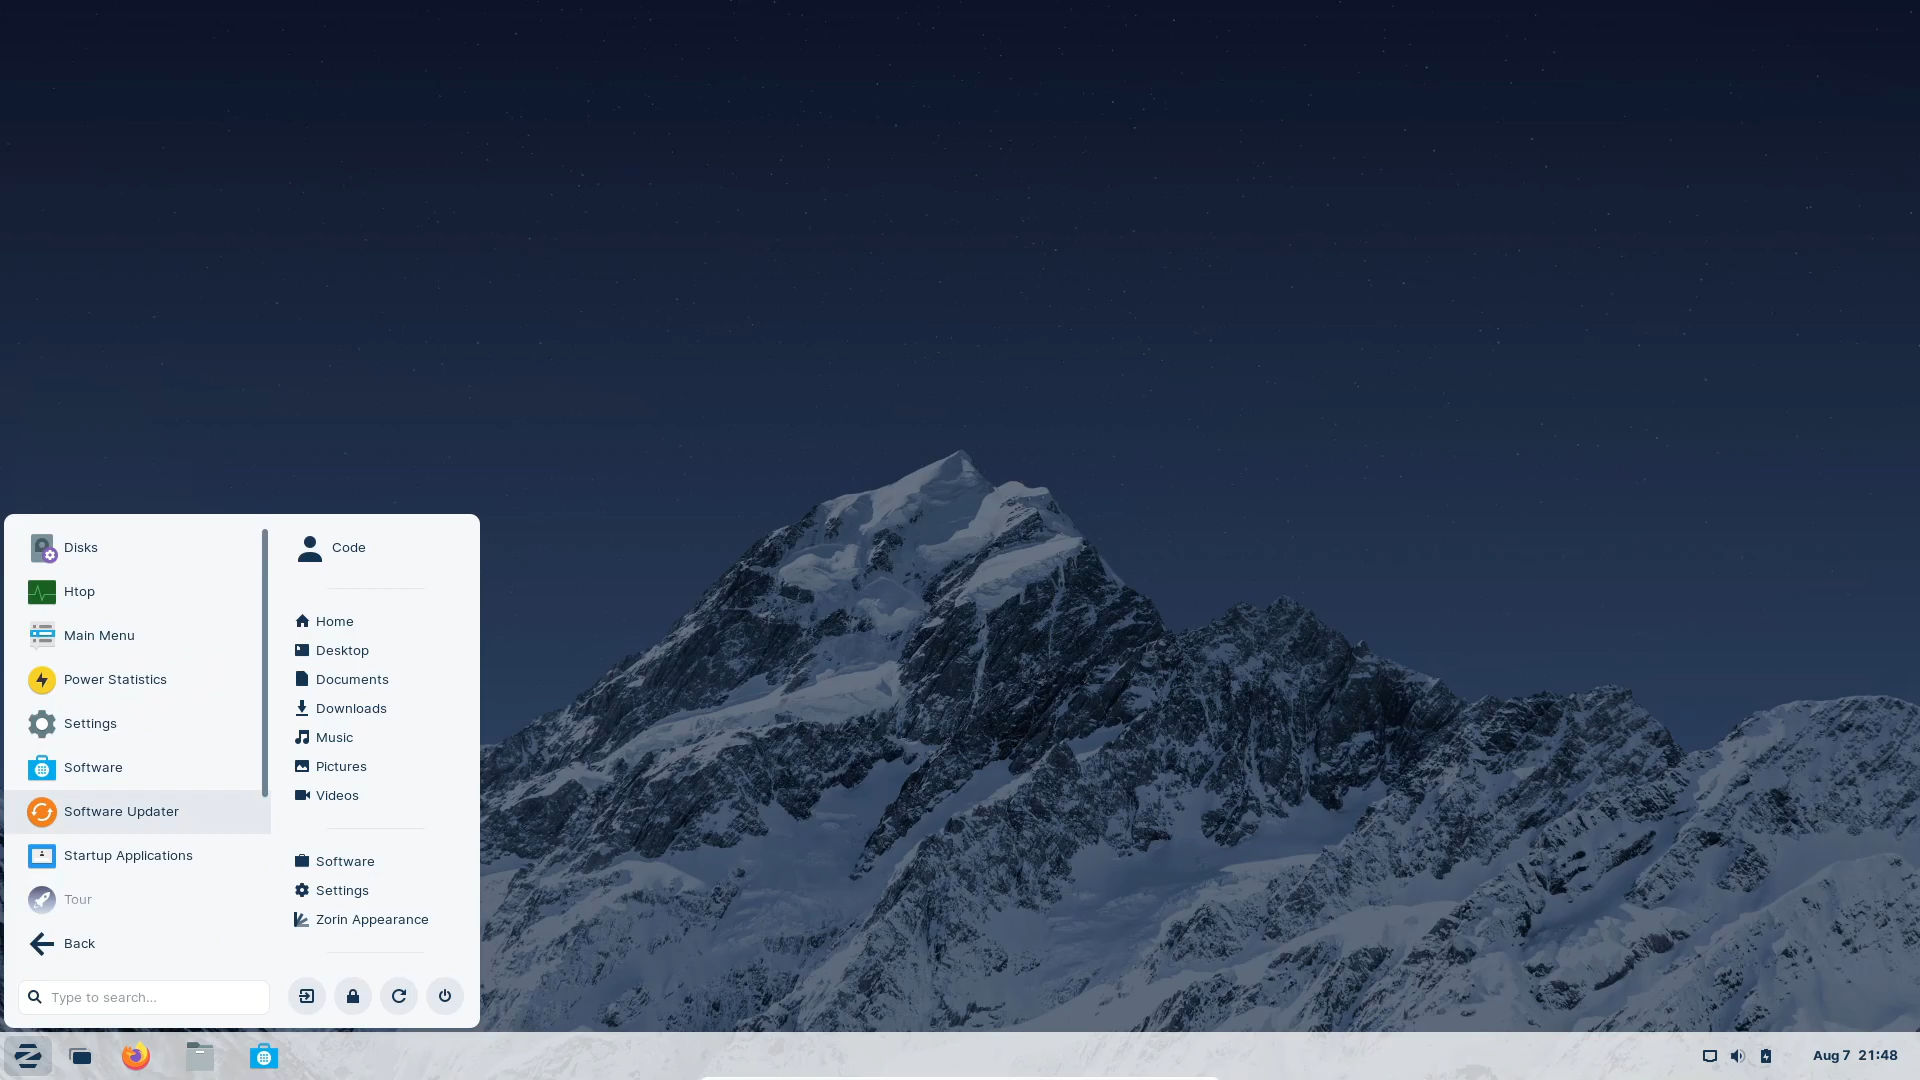 Disks
Htop
Main Menu
Power Statistics
Settings
Software
Software Updater
Startup Applications
Tour
Back
Type to search...
Code
Home
Desktop
Documents
Downloads
Music
Pictures
Videos
Software
Settings
Zorin Appearance
Aug 7 21:48